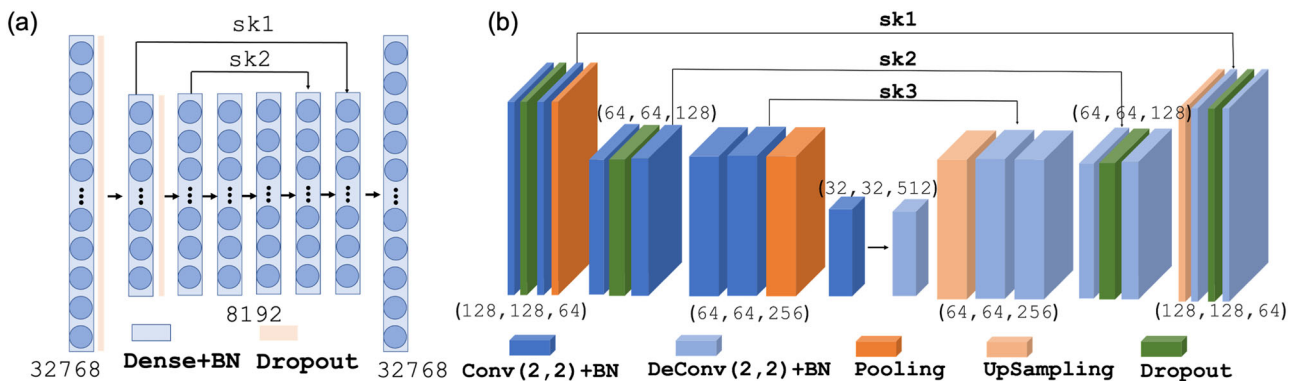 (a)
sk1
sk2
8192
Dense+BN
Dropout
32768
32768
(b)
sk1
sk2
sk3
(64,64,128)
(64,64,128)
(32,32,512)
(128,128,64)
(64,64,256)
(64,64,256)
(128,128,64)
Conv(2,2)+BN
DeConv(2,2)+BN
Pooling
UpSampling
Dropout